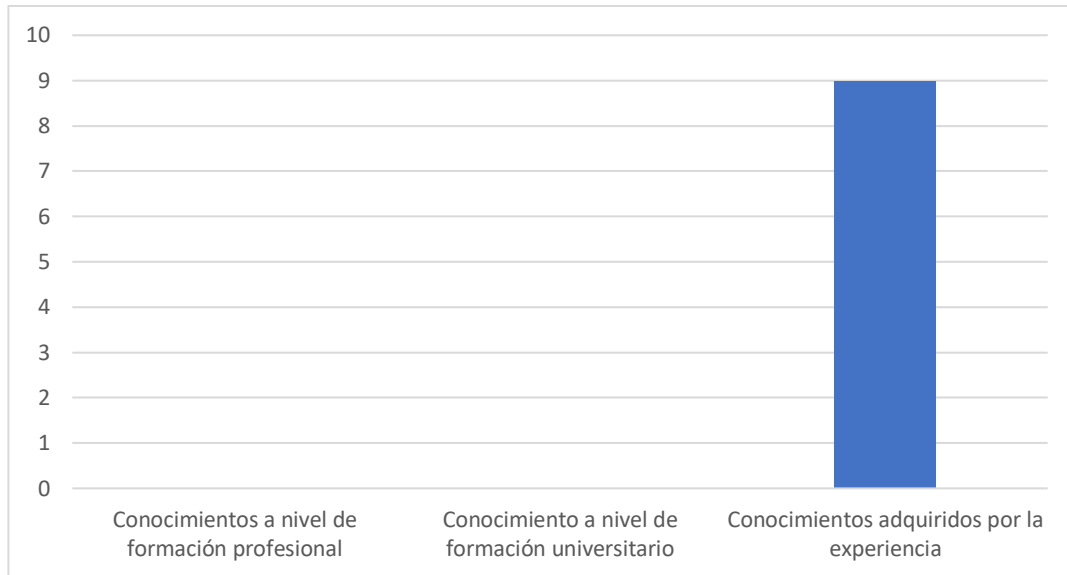 10
9
8
7
6
5
4
3
2
1
0
Conocimientos a nivel de
formación profesional
Conocimiento a nivel de
formación universitario
Conocimientos adquiridos por la
experiencia